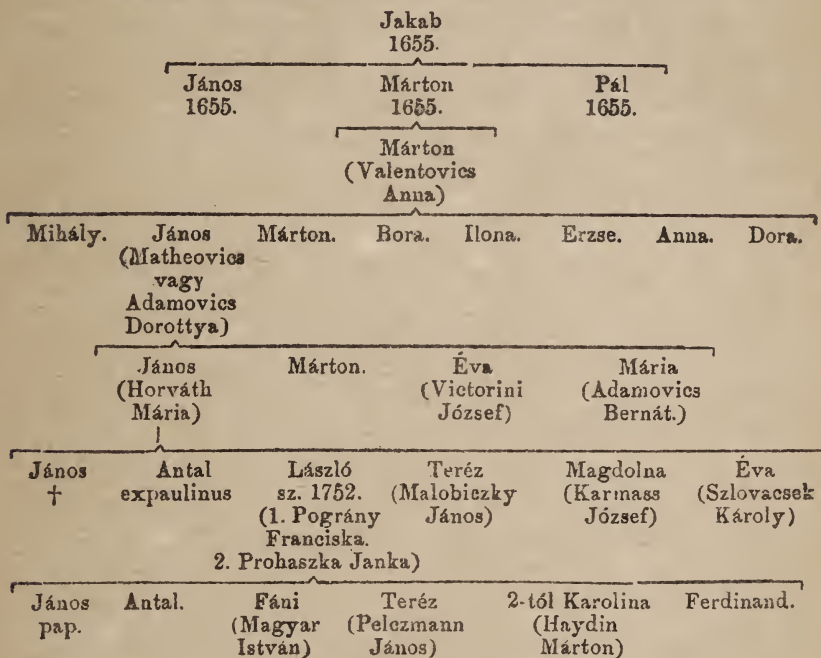 Jakab
1655.
János Márton Pál
1655. 1655. 1655.
Márton
(Valentovics
Anna)
Mihály. János Márton. Bora. Ilona. Erzse. Anna. Dora.
(Matheovics
vagy
Adamovics
Dorottya)
János Márton. Éva Mária
(Horváth (Victorini (Adamovics
Mária) József) Bernát.)
János Antal László Teréz Magdolna Éva
† expaulinus sz. 1752. (Malobiczky (Karmass (Szlovacsek
(1. Pográny János) József) Károly)
Franciska.
2. Prohaszka Janka)
János Antal. Fáni Teréz 2-tól Karolina Ferdinand.
pap. (Magyar (Pelczmann (Haydin
István) János) Márton)